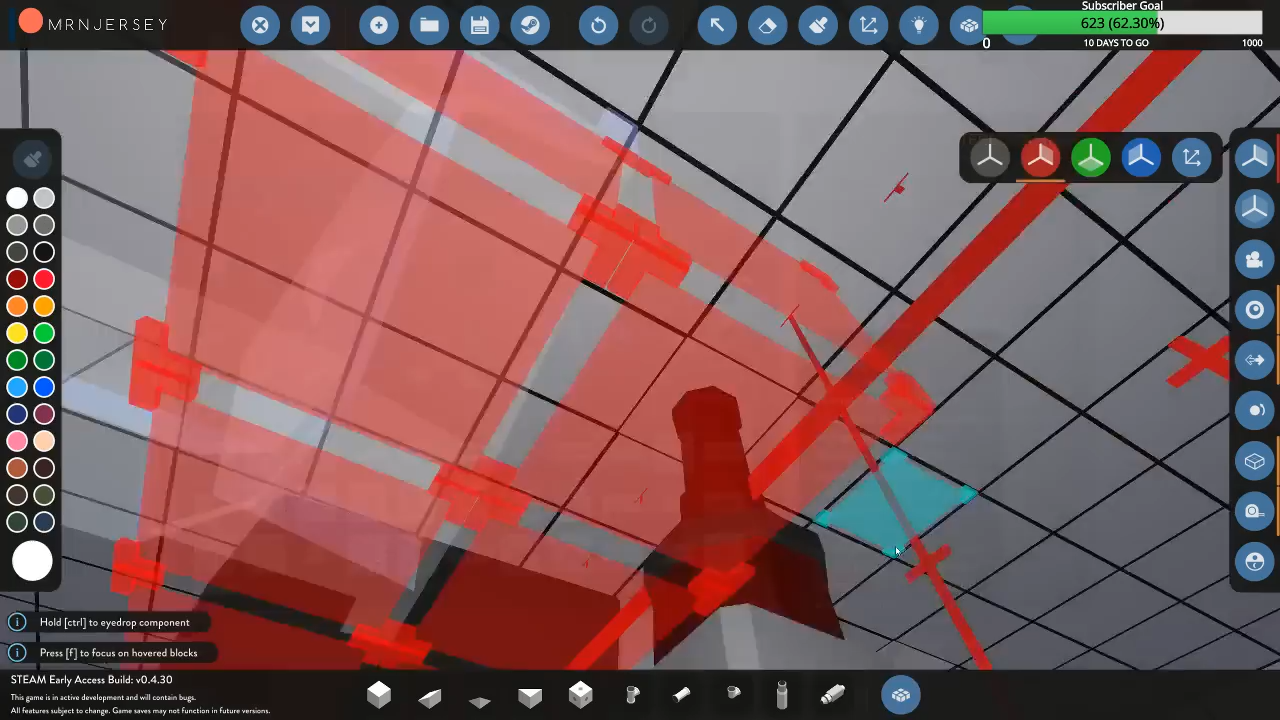 MRNJERSEY
Subscriber Goal
623 (62.30%)
0
10 DAYS TO GO
1000
Hold [ctrl] to eyedrop component
Press [f] to focus on hovered blocks
STEAM Early Access Build: v0.4.30
This game is in active development and will contain bugs.
All features subject to change. Game saves may not function in future versions.